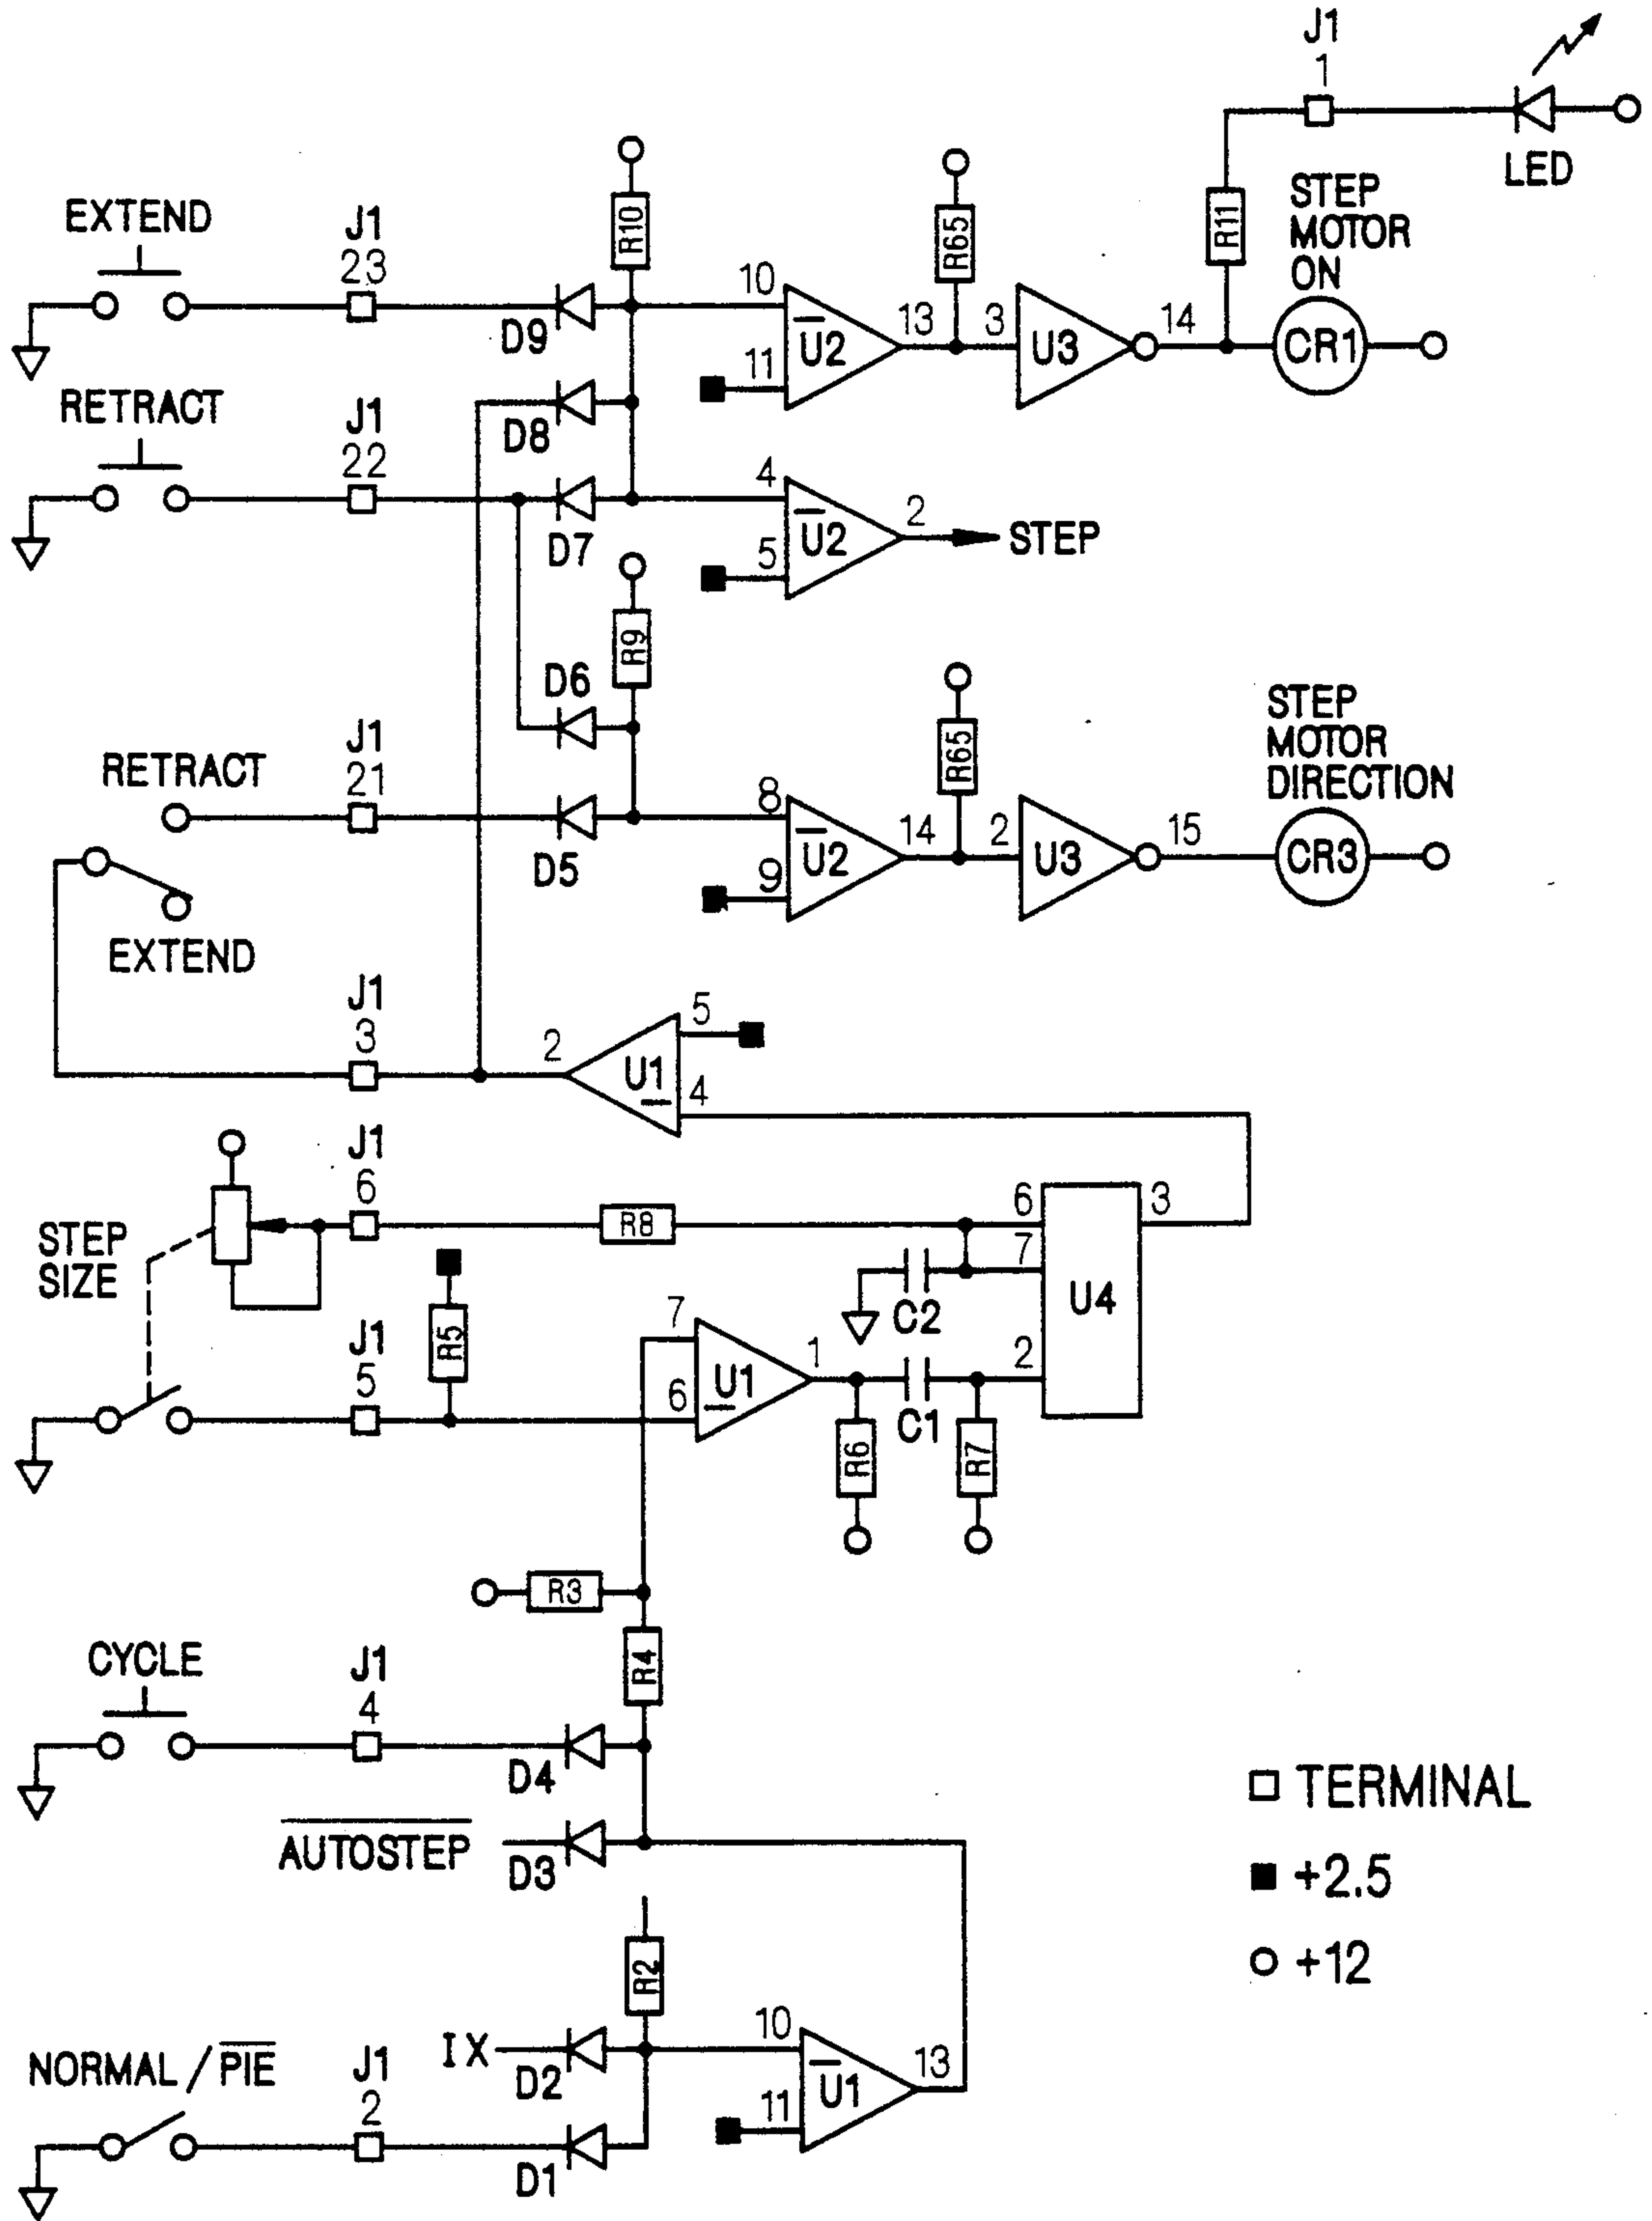 J1
1
LED
STEP
MOTOR
ON
EXTEND
J1
23
R10
R65
R11
D9
10
11
U2
13
3
U3
14
CR1
RETRACT
J1
22
D8
D7
4
5
U2
2
STEP
R9
D6
R65
STEP
MOTOR
DIRECTION
RETRACT
J1
21
D5
8
9
U2
14
2
U3
15
CR3
EXTEND
J1
3
2
U1
5
4
J1
6
R8
6
7
3
STEP
SIZE
C2
U4
R5
J1
5
7
6
U1
1
C1
2
R6
R7
R3
R4
CYCLE
J1
4
D4
AUTOSTEP
D3
TERMINAL
+2.5
+12
R2
IX
D2
10
11
U1
13
NORMAL / PIE
J1
2
D1